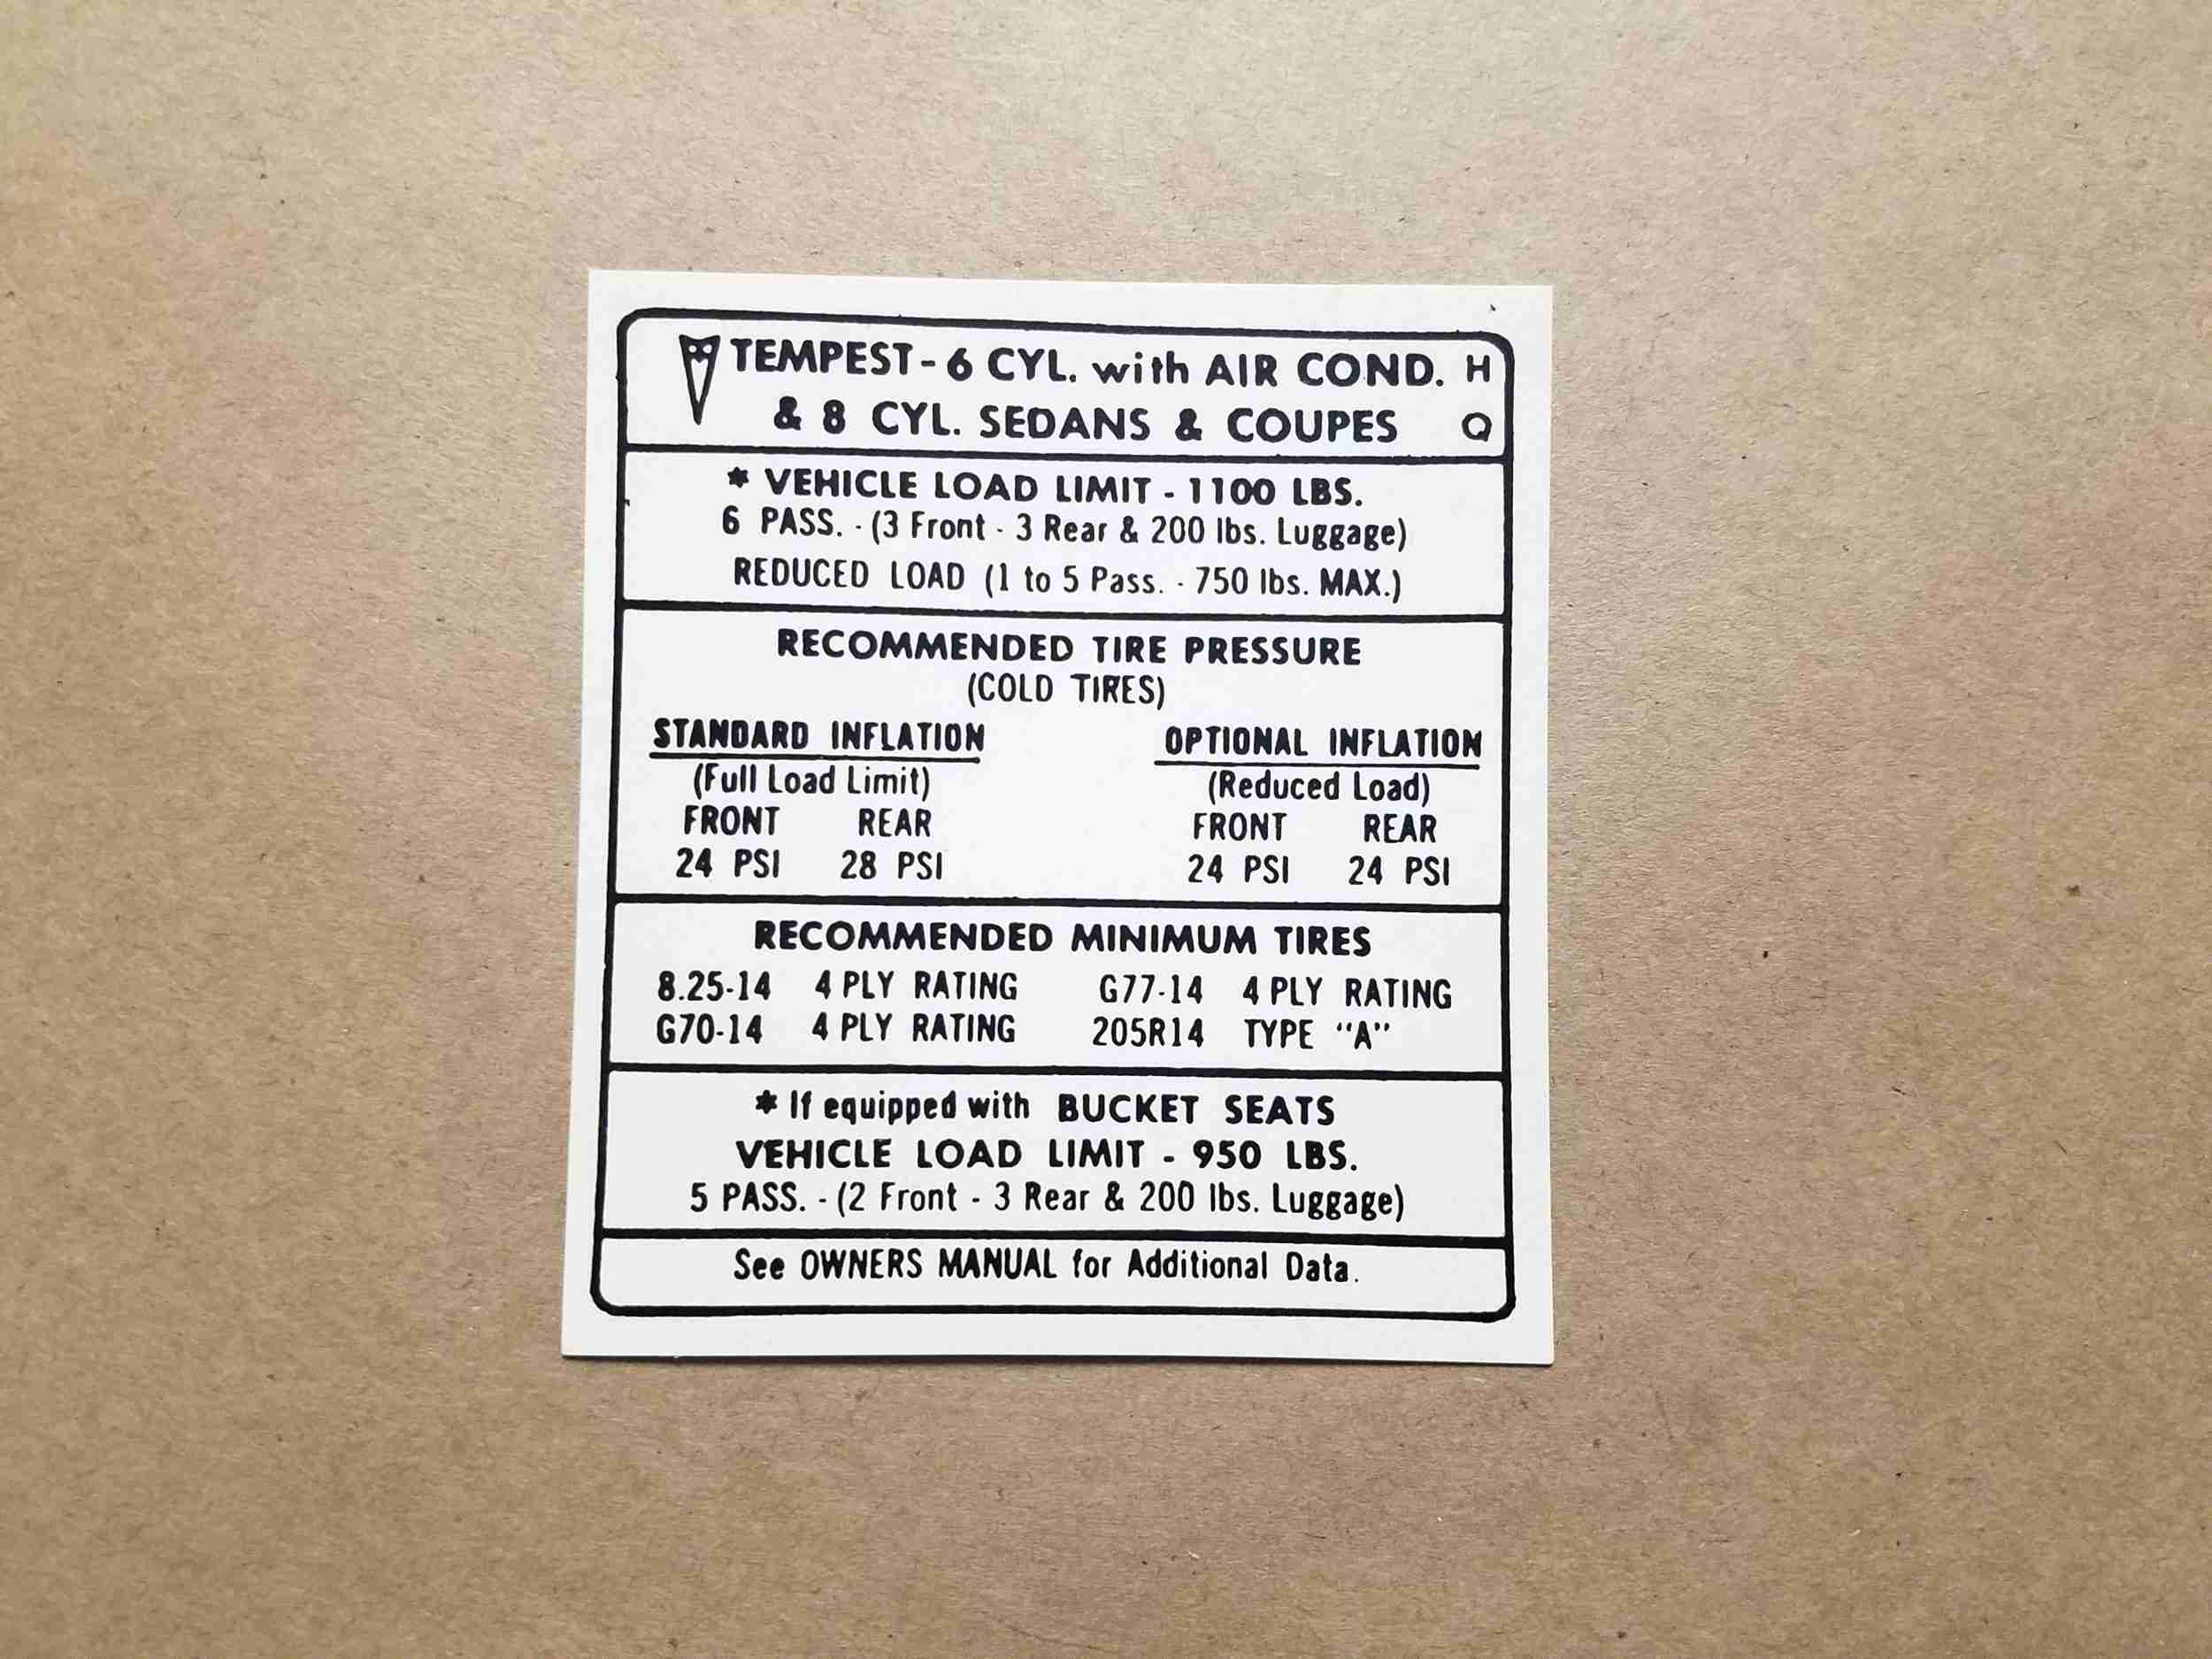 TEMPEST - 6 CYL. with AIR COND. H
& 8 CYL. SEDANS & COUPES Q
* VEHICLE LOAD LIMIT - 1100 LBS.
6 PASS. - (3 Front - 3 Rear & 200 lbs. Luggage)
REDUCED LOAD (1 to 5 Pass. - 750 lbs. MAX.)
RECOMMENDED TIRE PRESSURE
(COLD TIRES)
STANDARD INFLATION OPTIONAL INFLATION
(Full Load Limit) (Reduced Load)
FRONT REAR FRONT REAR
24 PSI 28 PSI 24 PSI 24 PSI
RECOMMENDED MINIMUM TIRES
8.25-14 4 PLY RATING G77-14 4 PLY RATING
G70-14 4 PLY RATING 205R14 TYPE "A"
* If equipped with BUCKET SEATS
VEHICLE LOAD LIMIT - 950 LBS.
5 PASS. - (2 Front - 3 Rear & 200 lbs. Luggage)
See OWNERS MANUAL for Additional Data.